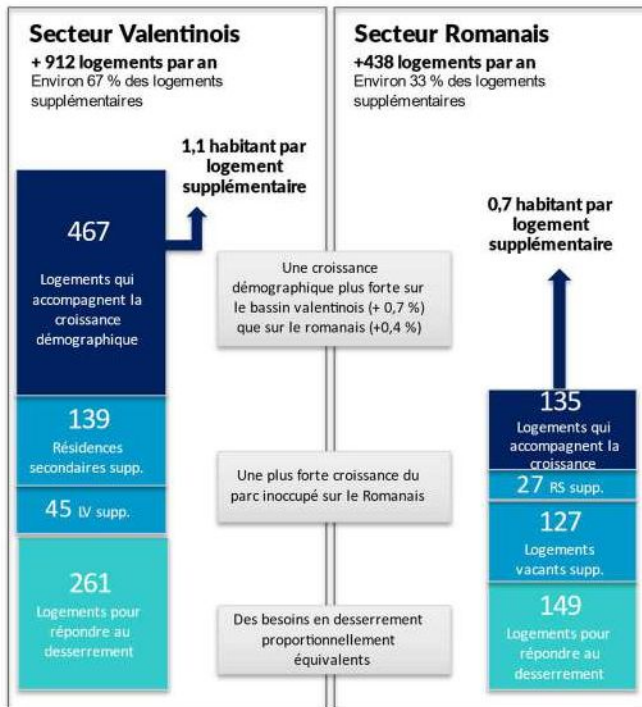 Secteur Valentinois
+ 912 logements par an
Environ 67 % des logements
supplémentaires
1,1 habitant par
logement
supplémentaire
467
Logements qui
accompagnent la
croissance
démographique
139
Résidences
secondaires supp.
45 LV supp.
261
Logements pour
répondre au
desserrement
Une croissance
démographique plus forte sur
le bassin valentinois (+ 0,7 %)
que sur le romanais (+0,4 %)
Une plus forte croissance du
parc inoccupé sur le Romanais
Des besoins en desserrement
proportionnellement
équivalents
Secteur Romanais
+438 logements par an
Environ 33 % des logements
supplémentaires
0,7 habitant par
logement
supplémentaire
135
Logements qui
accompagnent la
croissance
27 RS supp.
127
Logements
vacants supp.
149
Logements pour
répondre au
desserrement